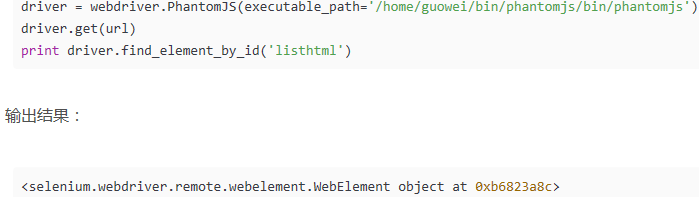 driver = webdriver.PhantomJS(executable_path='/home/guowei/bin/phantomjs/bin/phantomjs')
driver.get(url)
print driver.find_element_by_id('listhtml')
输出结果：
<selenium.webdriver.remote.webelement.WebElement object at 0xb6823a8c>